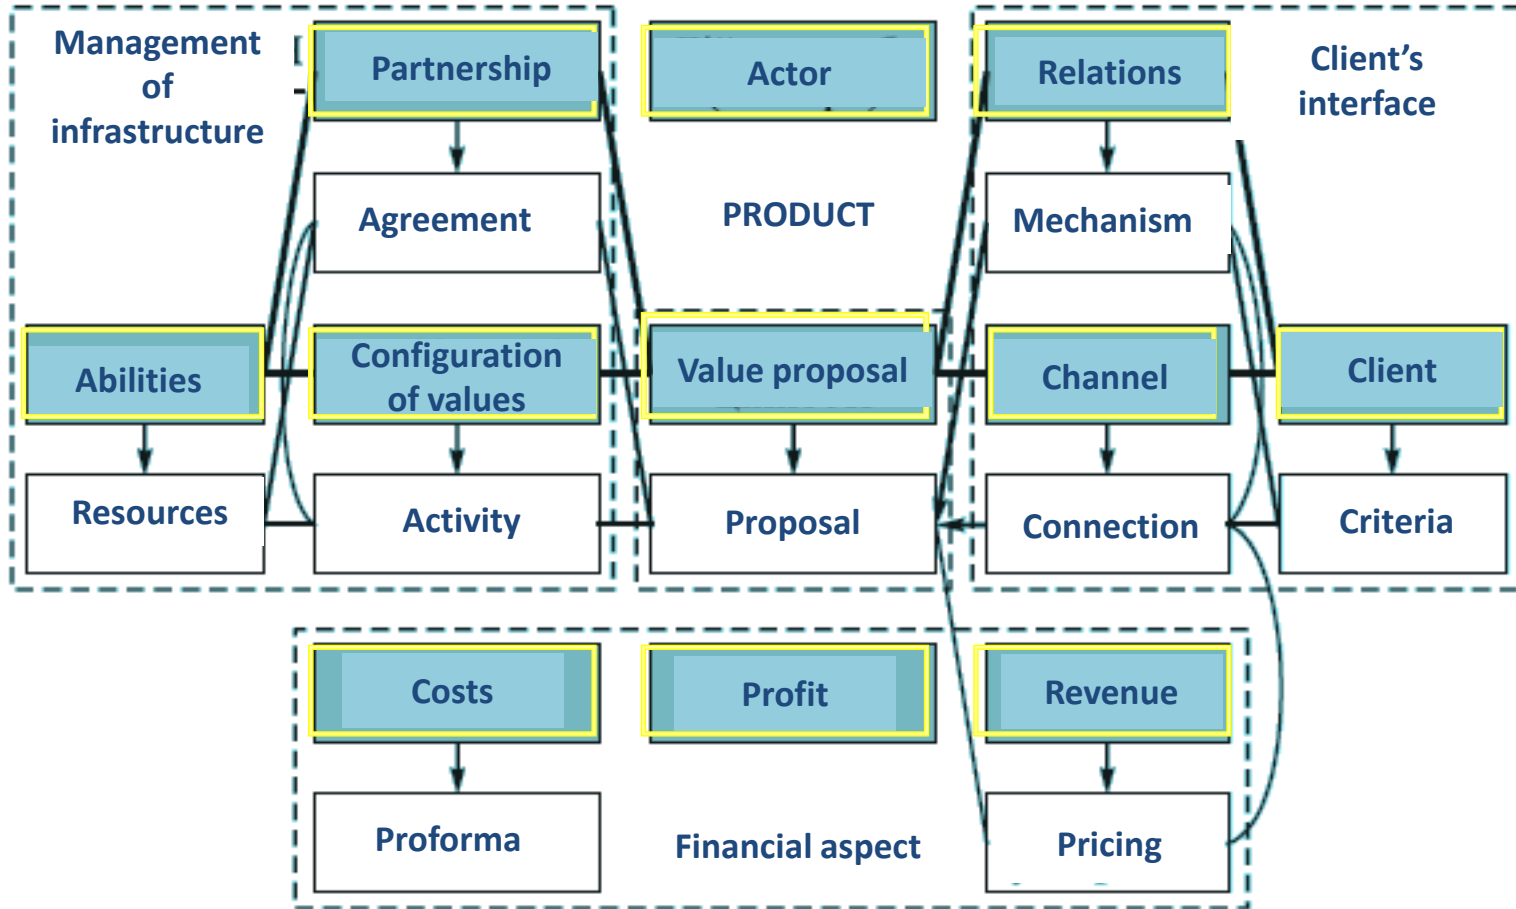 Management
of
infrastructure
Partnership
Actor
Relations
Client's
interface
Agreement
PRODUCT
Mechanism
Abilities
Configuration
of values
Value proposal
Channel
Client
Resources
Activity
Proposal
Connection
Criteria
Costs
Profit
Revenue
Proforma
Financial aspect
Pricing